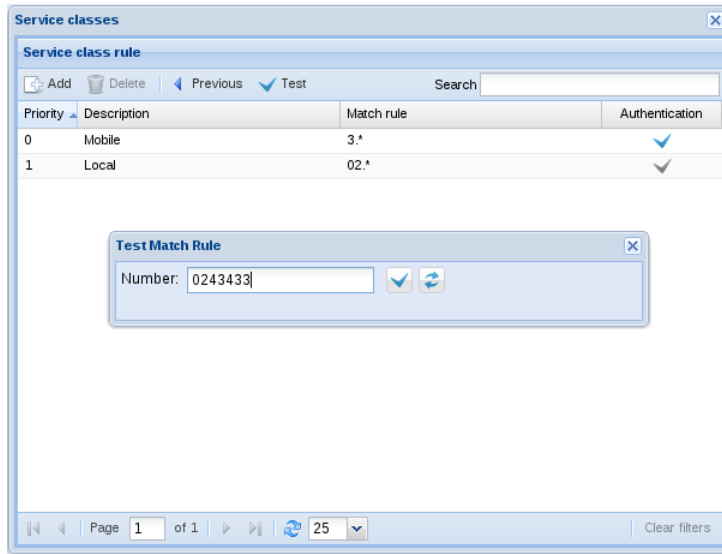 Service classes
Service class rule
Add Delete Previous Test Search
Priority Description Match rule Authentication
0 Mobile 3.*
1 Local 02.*
Test Match Rule
Number: 0243433
Page 1 of 1 25 Clear filters